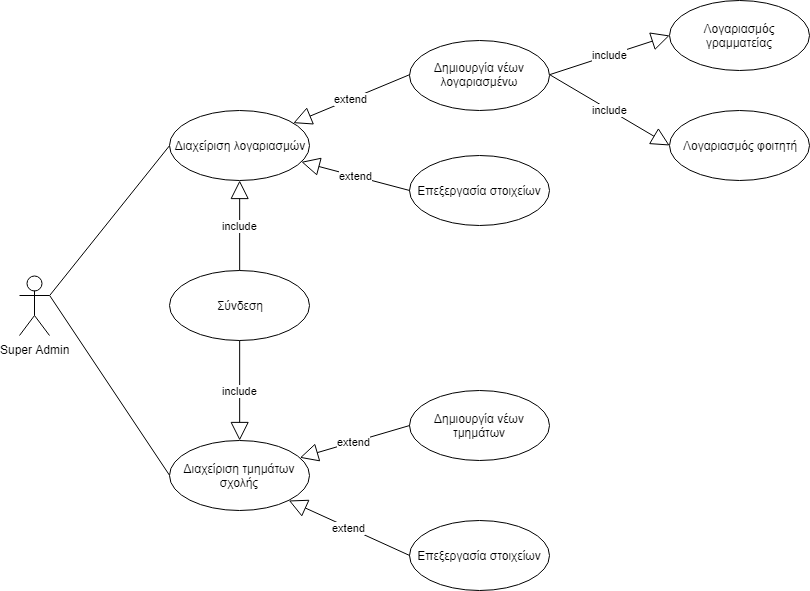 Λογαριασμός
γραμματείας
include
Δημιουργία νέων
λογαριασμένω
extend
include
Λογαριασμός φοιτητή
Διαχείριση λογαριασμών
extend
Επεξεργασία στοιχείων
include
Σύνδεση
Super Admin
include
Δημιουργία νέων
τμημάτων
extend
Διαχείριση τμημάτων
σχολής
extend
Επεξεργασία στοιχείων